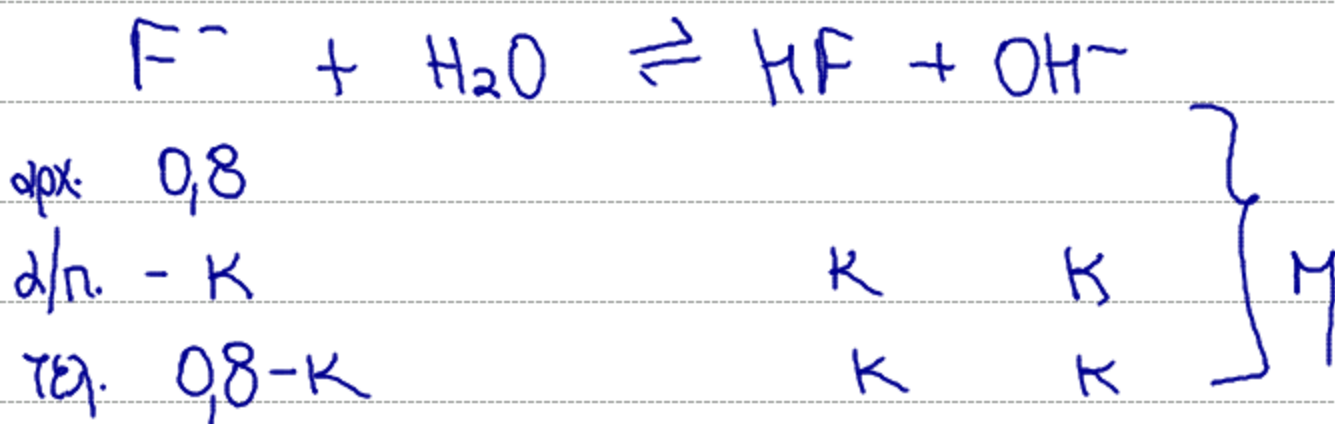 F⁻ + H₂O ⇌ HF + OH⁻
αρχ. 0,8
α/π. - κ κ κ
τελ. 0,8-κ κ κ
M